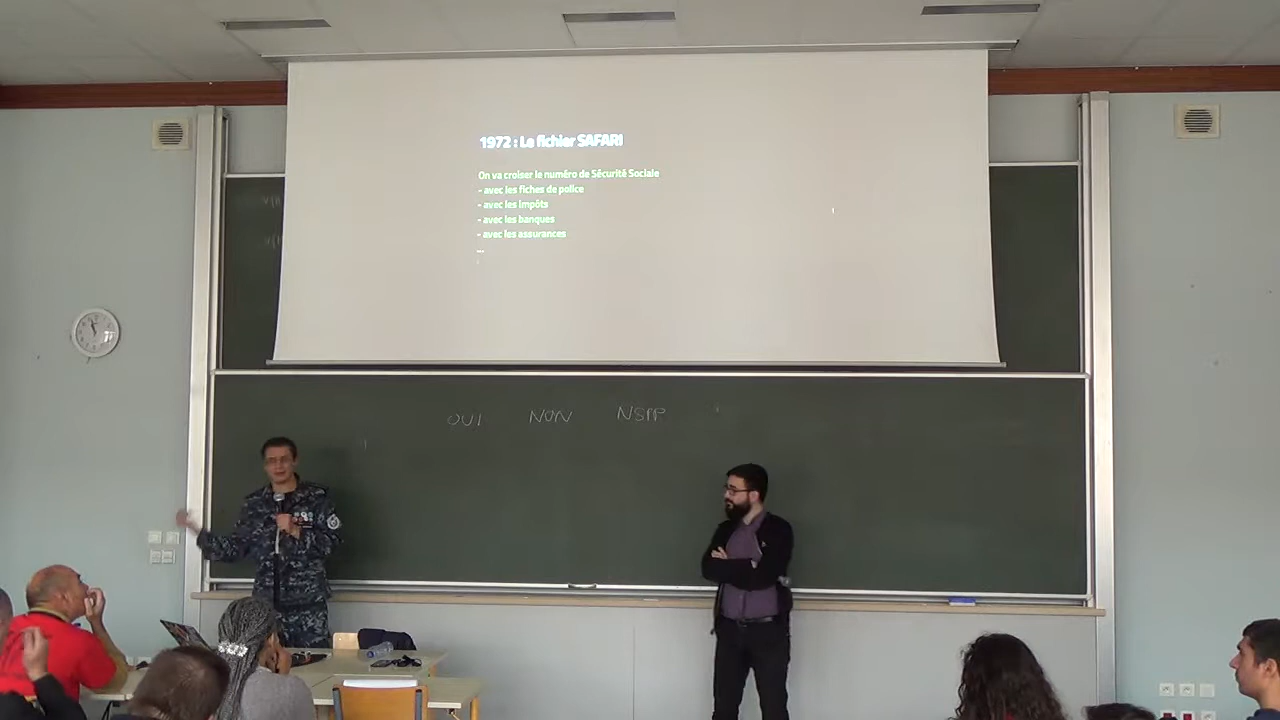 1972 : Le fichier SAFARI
On va croiser le numéro de Sécurité Sociale
- avec les fiches de police
- avec les impôts
- avec les banques
- avec les assurances
...
OUI NON NSPP